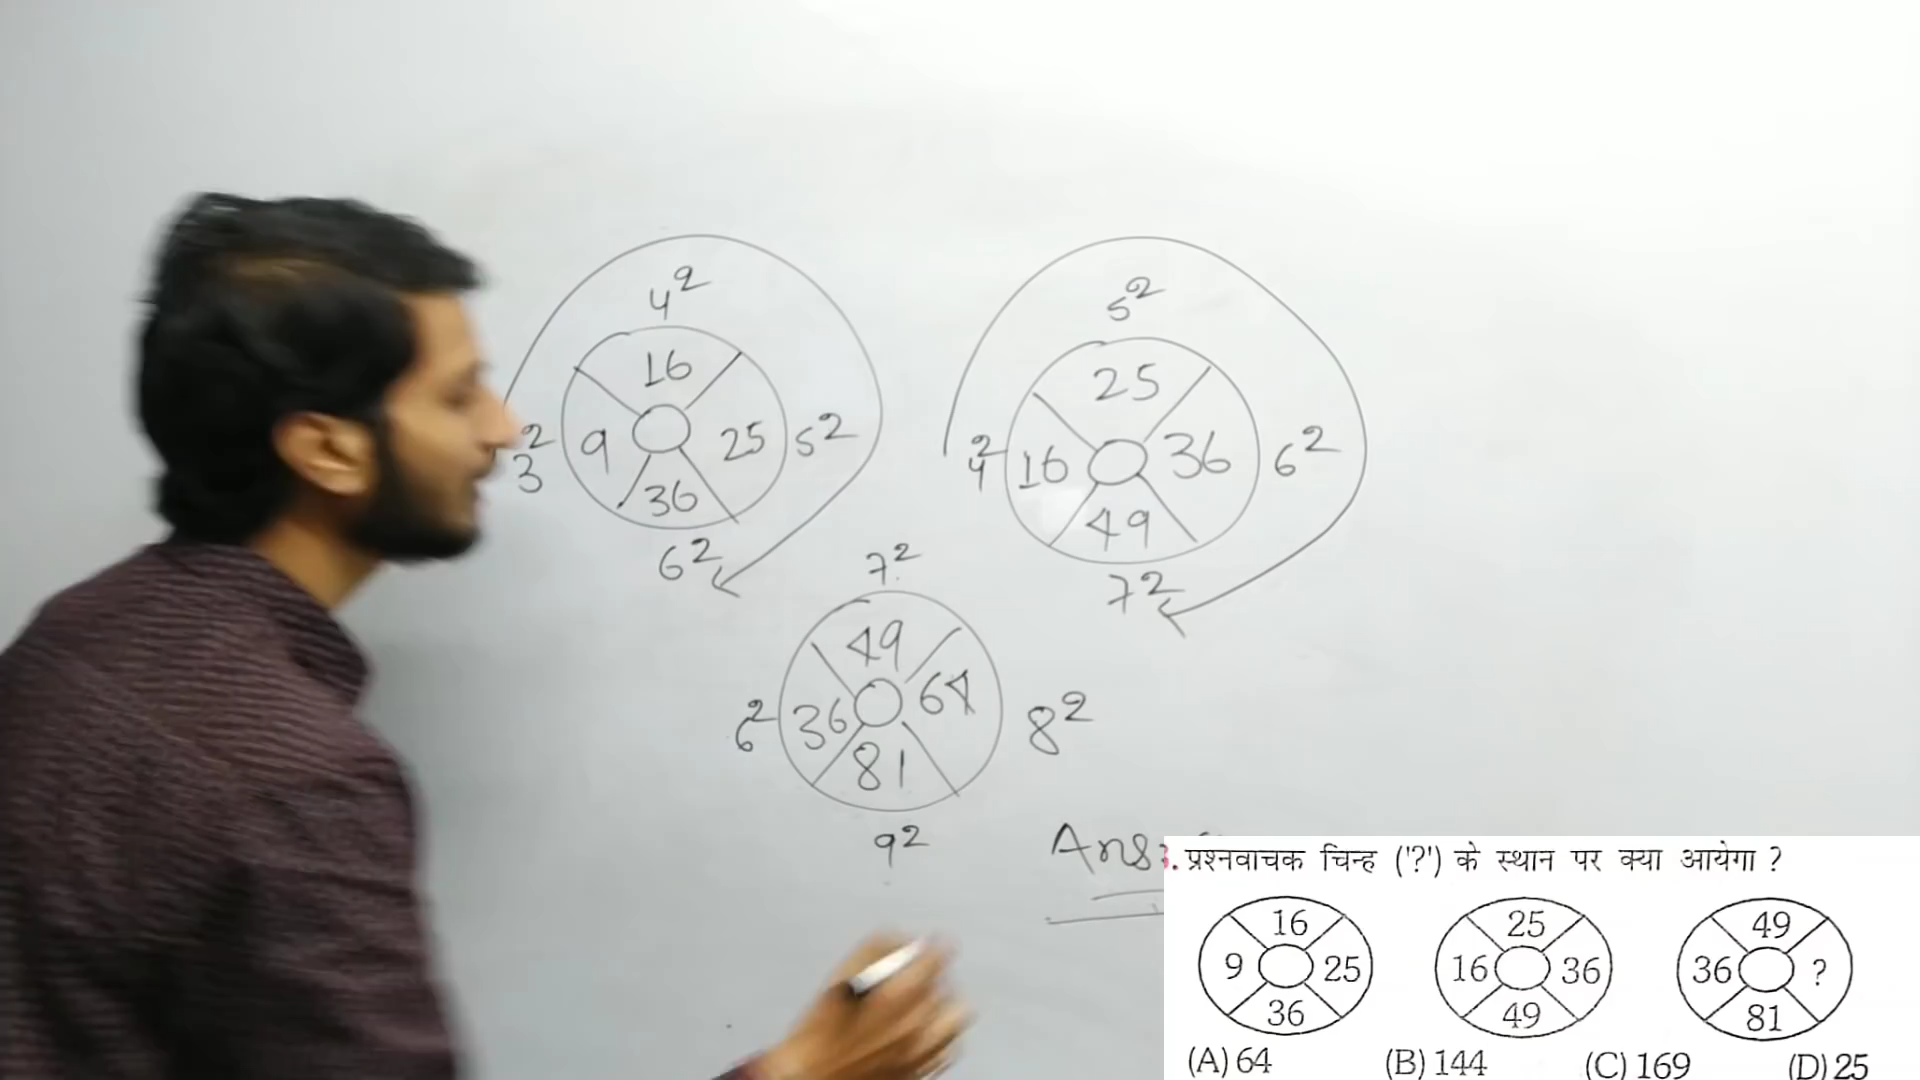 4²
16
3² 9 25 5²
36
6²
5²
25
4² 16 36 6²
49
7²
7²
49
6² 36 64 8²
81
9²
Ans
. प्रश्नवाचक चिन्ह ('?') के स्थान पर क्या आयेगा ?
16 25 49
9 25 16 36 36 ?
36 49 81
(A) 64 (B) 144 (C) 169 (D) 25